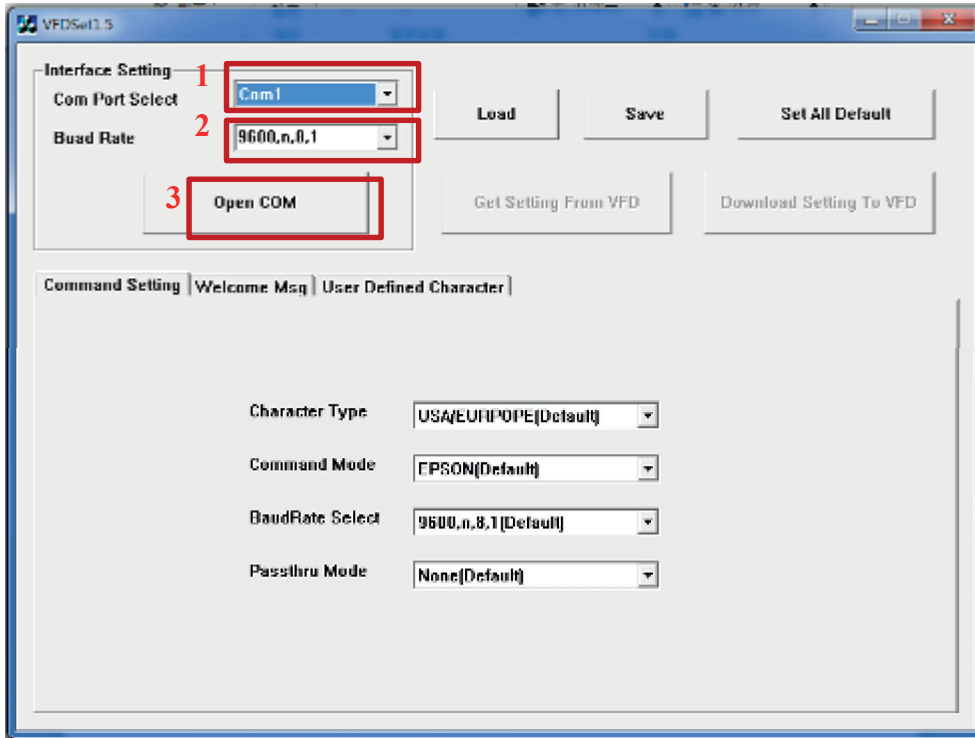 VFDSet1.5
Interface Setting
1
Com Port Select
Com1
Load
Save
Set All Default
2
Buad Rate
9600,n,8,1
3
Open COM
Get Setting From VFD
Download Setting To VFD
Command Setting
Welcome Msg
User Defined Character
Character Type
USA/EURPOPE(Default)
Command Mode
EPSON(Default)
BaudRate Select
9600,n,8,1(Default)
Passthru Mode
None(Default)